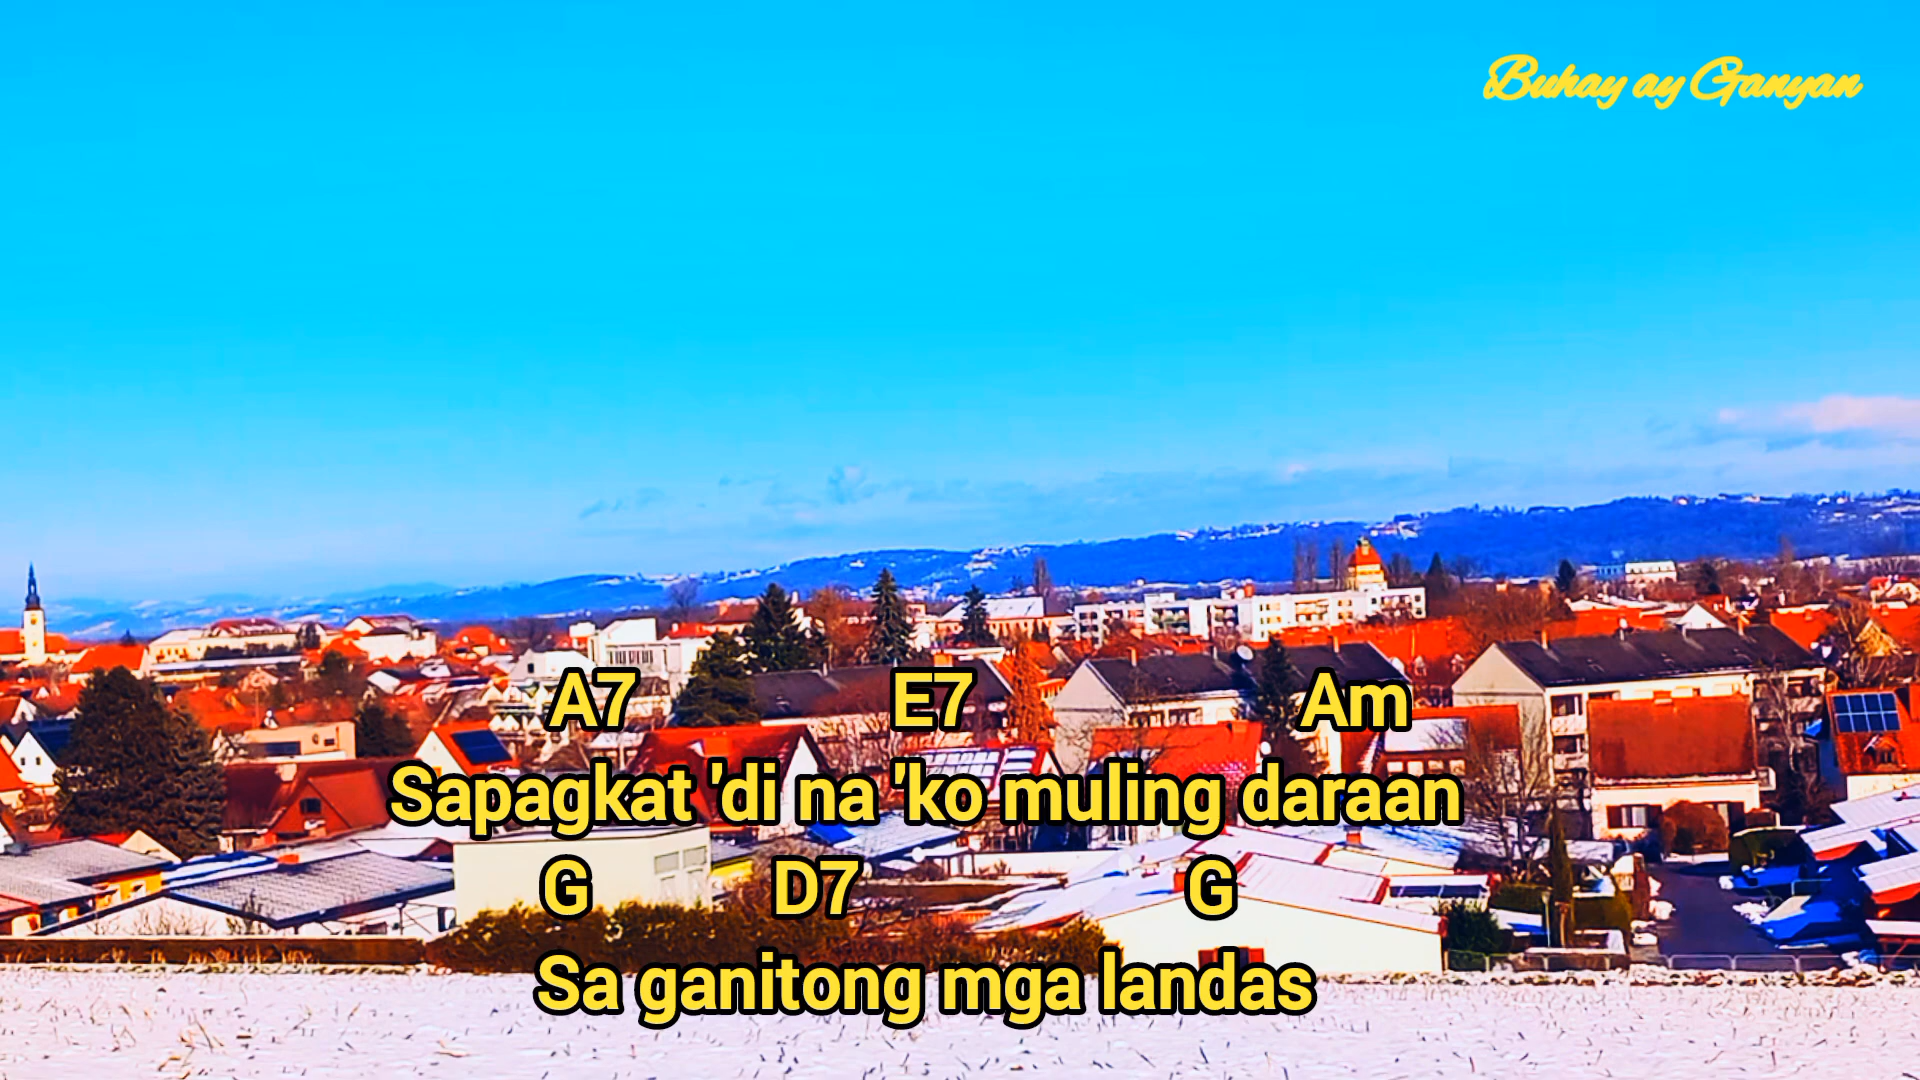 Buhay ay Ganyan
A7 E7 Am
Sapagkat 'di na 'ko muling daraan
G D7 G
Sa ganitong mga landas